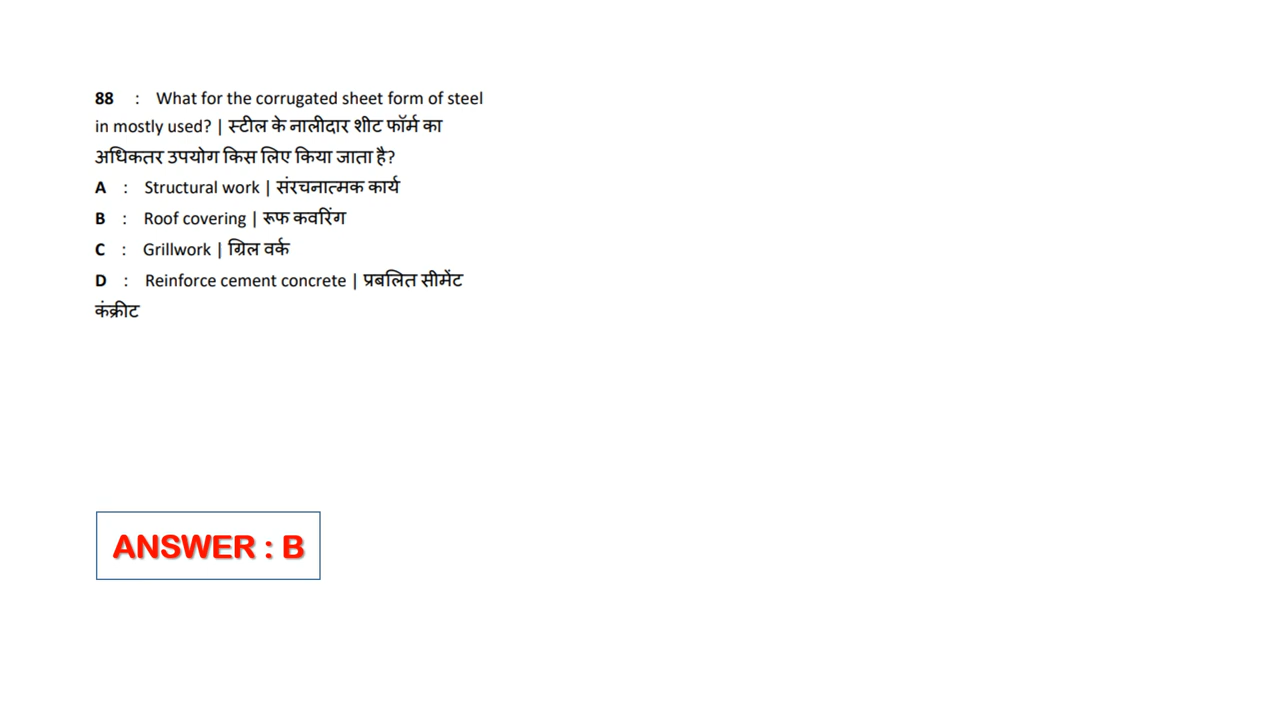 88 : What for the corrugated sheet form of steel
in mostly used? | स्टील के नालीदार शीट फॉर्म का
अधिकतर उपयोग किस लिए किया जाता है?
A : Structural work | संरचनात्मक कार्य
B : Roof covering | रूफ कवरिंग
C : Grillwork | ग्रिल वर्क
D : Reinforce cement concrete | प्रबलित सीमेंट
कंक्रीट
ANSWER : B